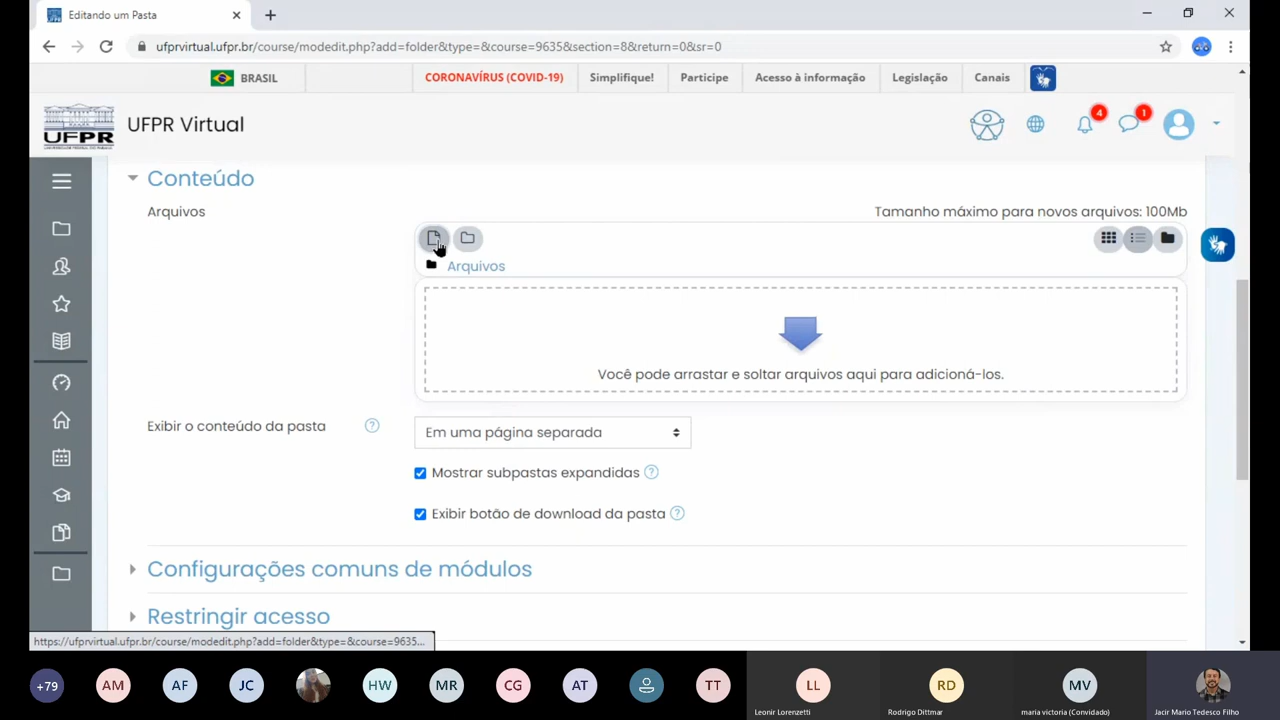 Editando um Pasta
ufprvirtual.ufpr.br/course/modedit.php?add=folder&type=&course=9635&section=8&return=0&sr=0
BRASIL
CORONAVÍRUS (COVID-19)
Simplifique!
Participe
Acesso à informação
Legislação
Canais
UFPR
UFPR Virtual
4
1
Conteúdo
Arquivos
Tamanho máximo para novos arquivos: 100Mb
Arquivos
Você pode arrastar e soltar arquivos aqui para adicioná-los.
Exibir o conteúdo da pasta
Em uma página separada
Mostrar subpastas expandidas
Exibir botão de download da pasta
Configurações comuns de módulos
Restringir acesso
https://ufprvirtual.ufpr.br/course/modedit.php?add=folder&type=&course=9635...
+79
AM
AF
JC
HW
MR
CG
AT
TT
LL
RD
MV
Leonir Lorenzetti
Rodrigo Dittmar
maria victoria (Convidado)
Jacir Mario Tedesco Filho